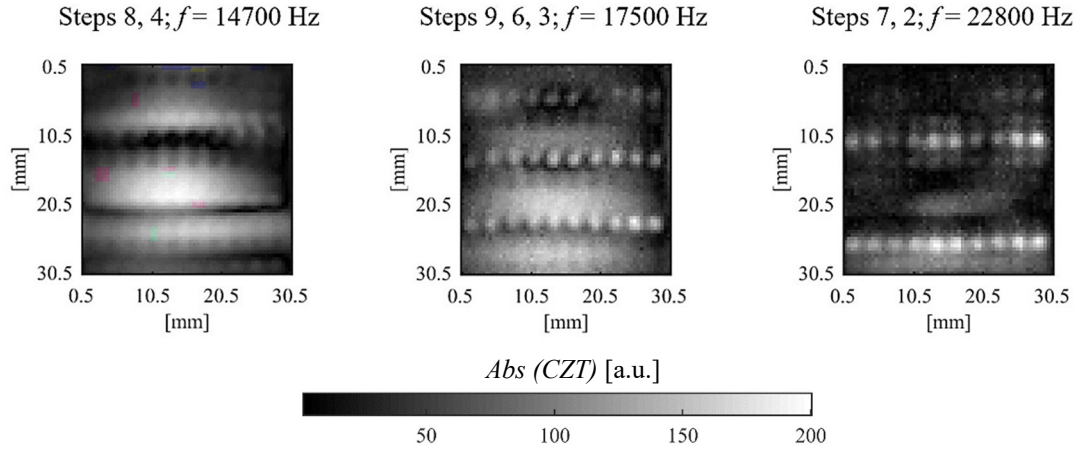 Steps 8, 4; f = 14700 Hz
Steps 9, 6, 3; f = 17500 Hz
Steps 7, 2; f = 22800 Hz
0.5
10.5
20.5
30.5
[mm]
0.5 10.5 20.5 30.5
[mm]
0.5
10.5
20.5
30.5
[mm]
0.5 10.5 20.5 30.5
[mm]
0.5
10.5
20.5
30.5
[mm]
0.5 10.5 20.5 30.5
[mm]
Abs (CZT) [a.u.]
50 100 150 200